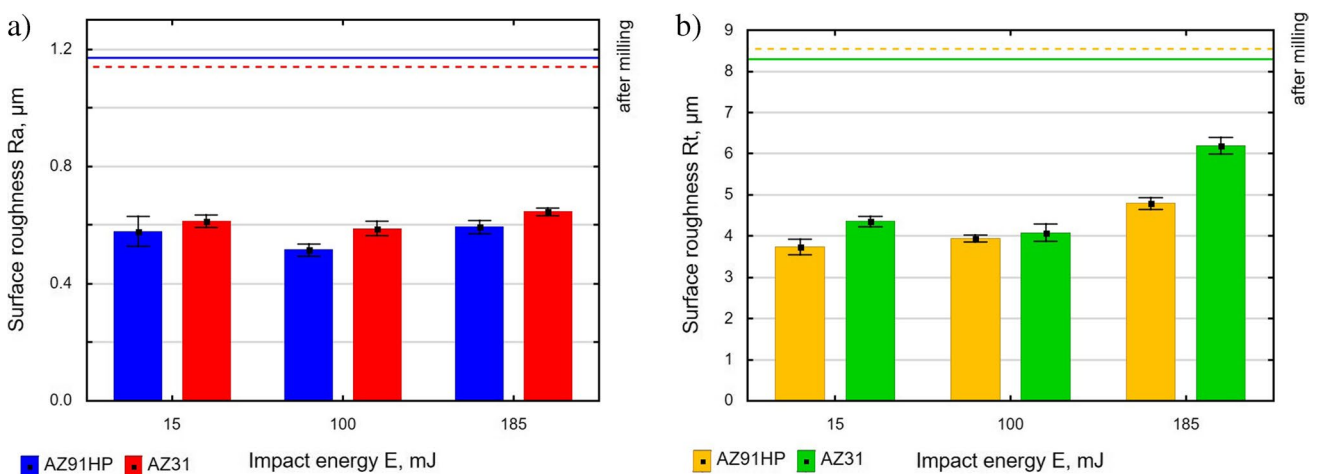 a)
Surface roughness Ra, µm
1.2
0.8
0.4
0.0
after milling
15
100
185
Impact energy E, mJ
AZ91HP
AZ31
b)
Surface roughness Rt, µm
9
8
7
6
5
4
3
2
1
0
after milling
15
100
185
Impact energy E, mJ
AZ91HP
AZ31